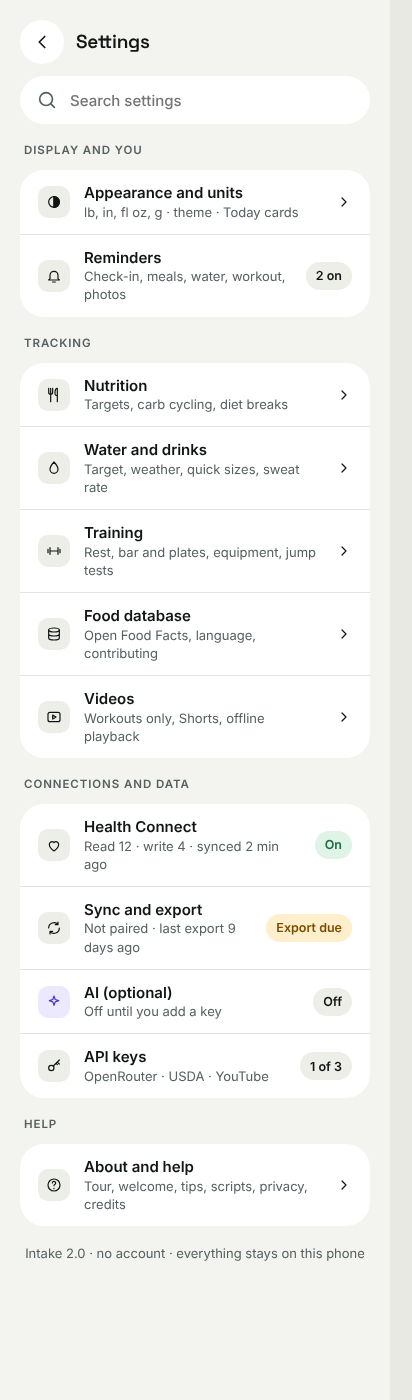 Settings
Search settings
DISPLAY AND YOU
Appearance and units
lb, in, fl oz, g · theme · Today cards
Reminders
Check-in, meals, water, workout,
photos
2 on
TRACKING
Nutrition
Targets, carb cycling, diet breaks
Water and drinks
Target, weather, quick sizes, sweat
rate
Training
Rest, bar and plates, equipment, jump
tests
Food database
Open Food Facts, language,
contributing
Videos
Workouts only, Shorts, offline
playback
CONNECTIONS AND DATA
Health Connect
Read 12 · write 4 · synced 2 min
ago
On
Sync and export
Not paired · last export 9
days ago
Export due
AI (optional)
Off until you add a key
Off
API keys
OpenRouter · USDA · YouTube
1 of 3
HELP
About and help
Tour, welcome, tips, scripts, privacy,
credits
Intake 2.0 · no account · everything stays on this phone